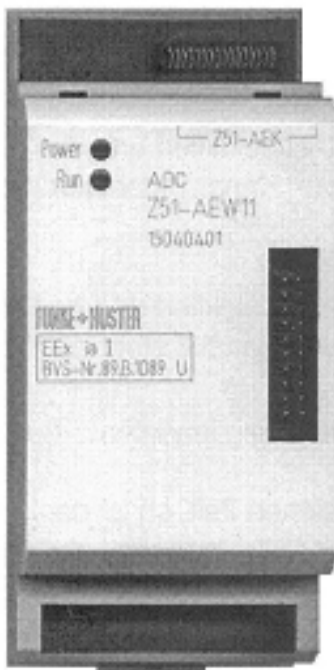 Z51-AEK
Power
Run
ADC
Z51-AEW11
15040401
FUNKE+HUSTER
EEx ia I
BVS-Nr.89.B.1089 U